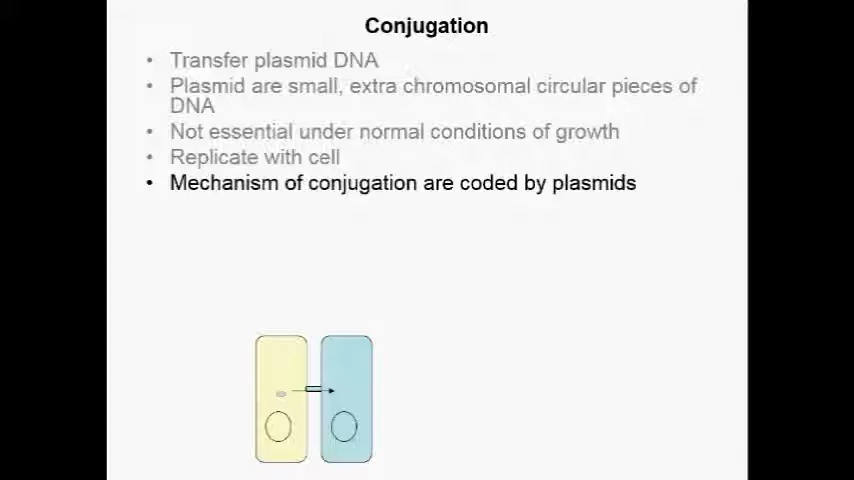 Conjugation
• Transfer plasmid DNA
• Plasmid are small, extra chromosomal circular pieces of
DNA
• Not essential under normal conditions of growth
• Replicate with cell
• Mechanism of conjugation are coded by plasmids